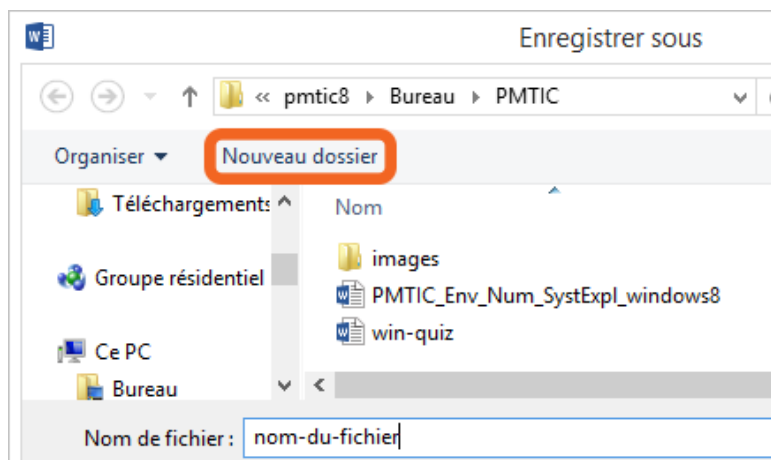 Enregistrer sous
« pmtic8 Bureau PMTIC
Organiser Nouveau dossier
Téléchargements
Nom
images
Groupe résidentiel
PMTIC_Env_Num_SystExpl_windows8
win-quiz
Ce PC
Bureau
Nom de fichier : nom-du-fichier